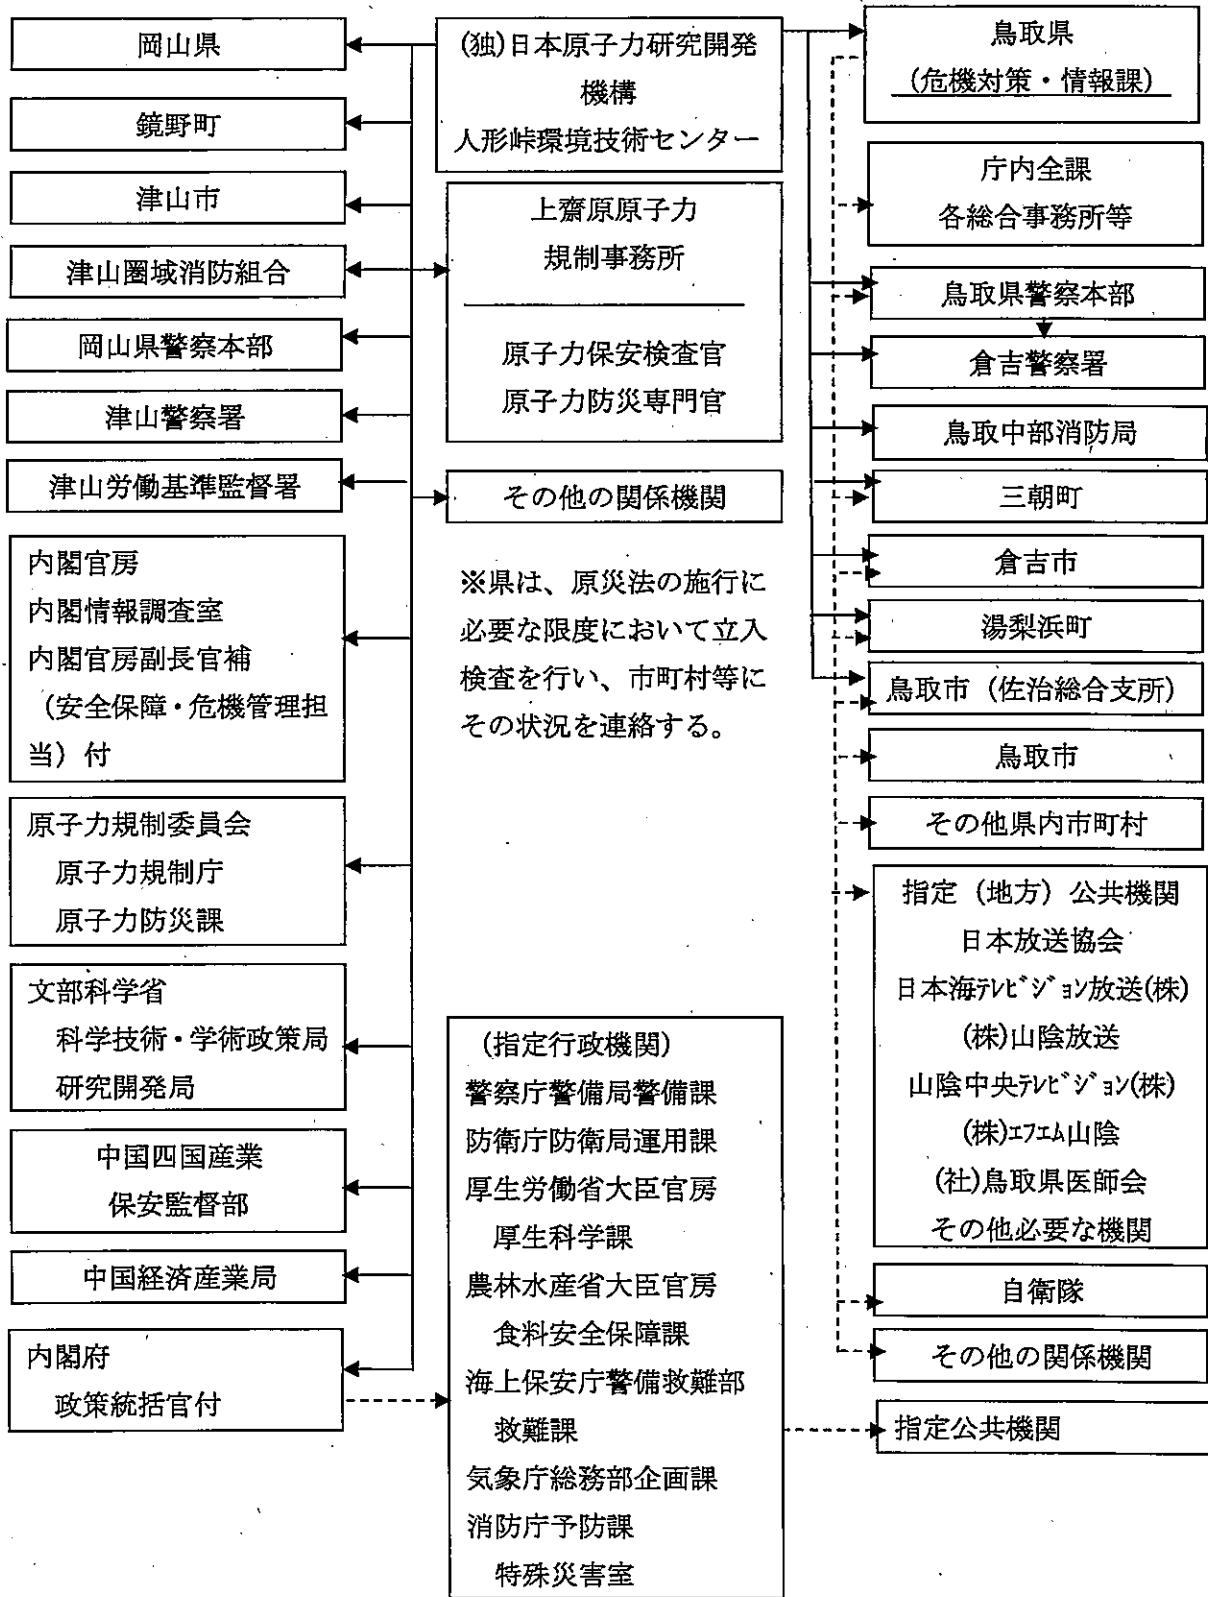 岡山県
鏡野町
津山市
津山圏域消防組合
岡山県警察本部
津山警察署
津山労働基準監督署
内閣官房
内閣情報調査室
内閣官房副長官補
（安全保障・危機管理担
当）付
原子力規制委員会
原子力規制庁
原子力防災課
文部科学省
科学技術・学術政策局
研究開発局
中国四国産業
保安監督部
中国経済産業局
内閣府
政策統括官付
(独)日本原子力研究開発
機構
人形峠環境技術センター
上齋原原子力
規制事務所
原子力保安検査官
原子力防災専門官
その他の関係機関
※県は、原災法の施行に
必要な限度において立入
検査を行い、市町村等に
その状況を連絡する。
(指定行政機関)
警察庁警備局警備課
防衛庁防衛局運用課
厚生労働省大臣官房
厚生科学課
農林水産省大臣官房
食料安全保障課
海上保安庁警備救難部
救難課
気象庁総務部企画課
消防庁予防課
特殊災害室
鳥取県
(危機対策・情報課)
庁内全課
各総合事務所等
鳥取県警察本部
倉吉警察署
鳥取中部消防局
三朝町
倉吉市
湯梨浜町
鳥取市（佐治総合支所）
鳥取市
その他県内市町村
指定（地方）公共機関
日本放送協会
日本海ﾃﾚﾋﾞｼﾞｮﾝ放送(株)
(株)山陰放送
山陰中央ﾃﾚﾋﾞｼﾞｮﾝ(株)
(株)ｴﾌｴﾑ山陰
(社)鳥取県医師会
その他必要な機関
自衛隊
その他の関係機関
指定公共機関